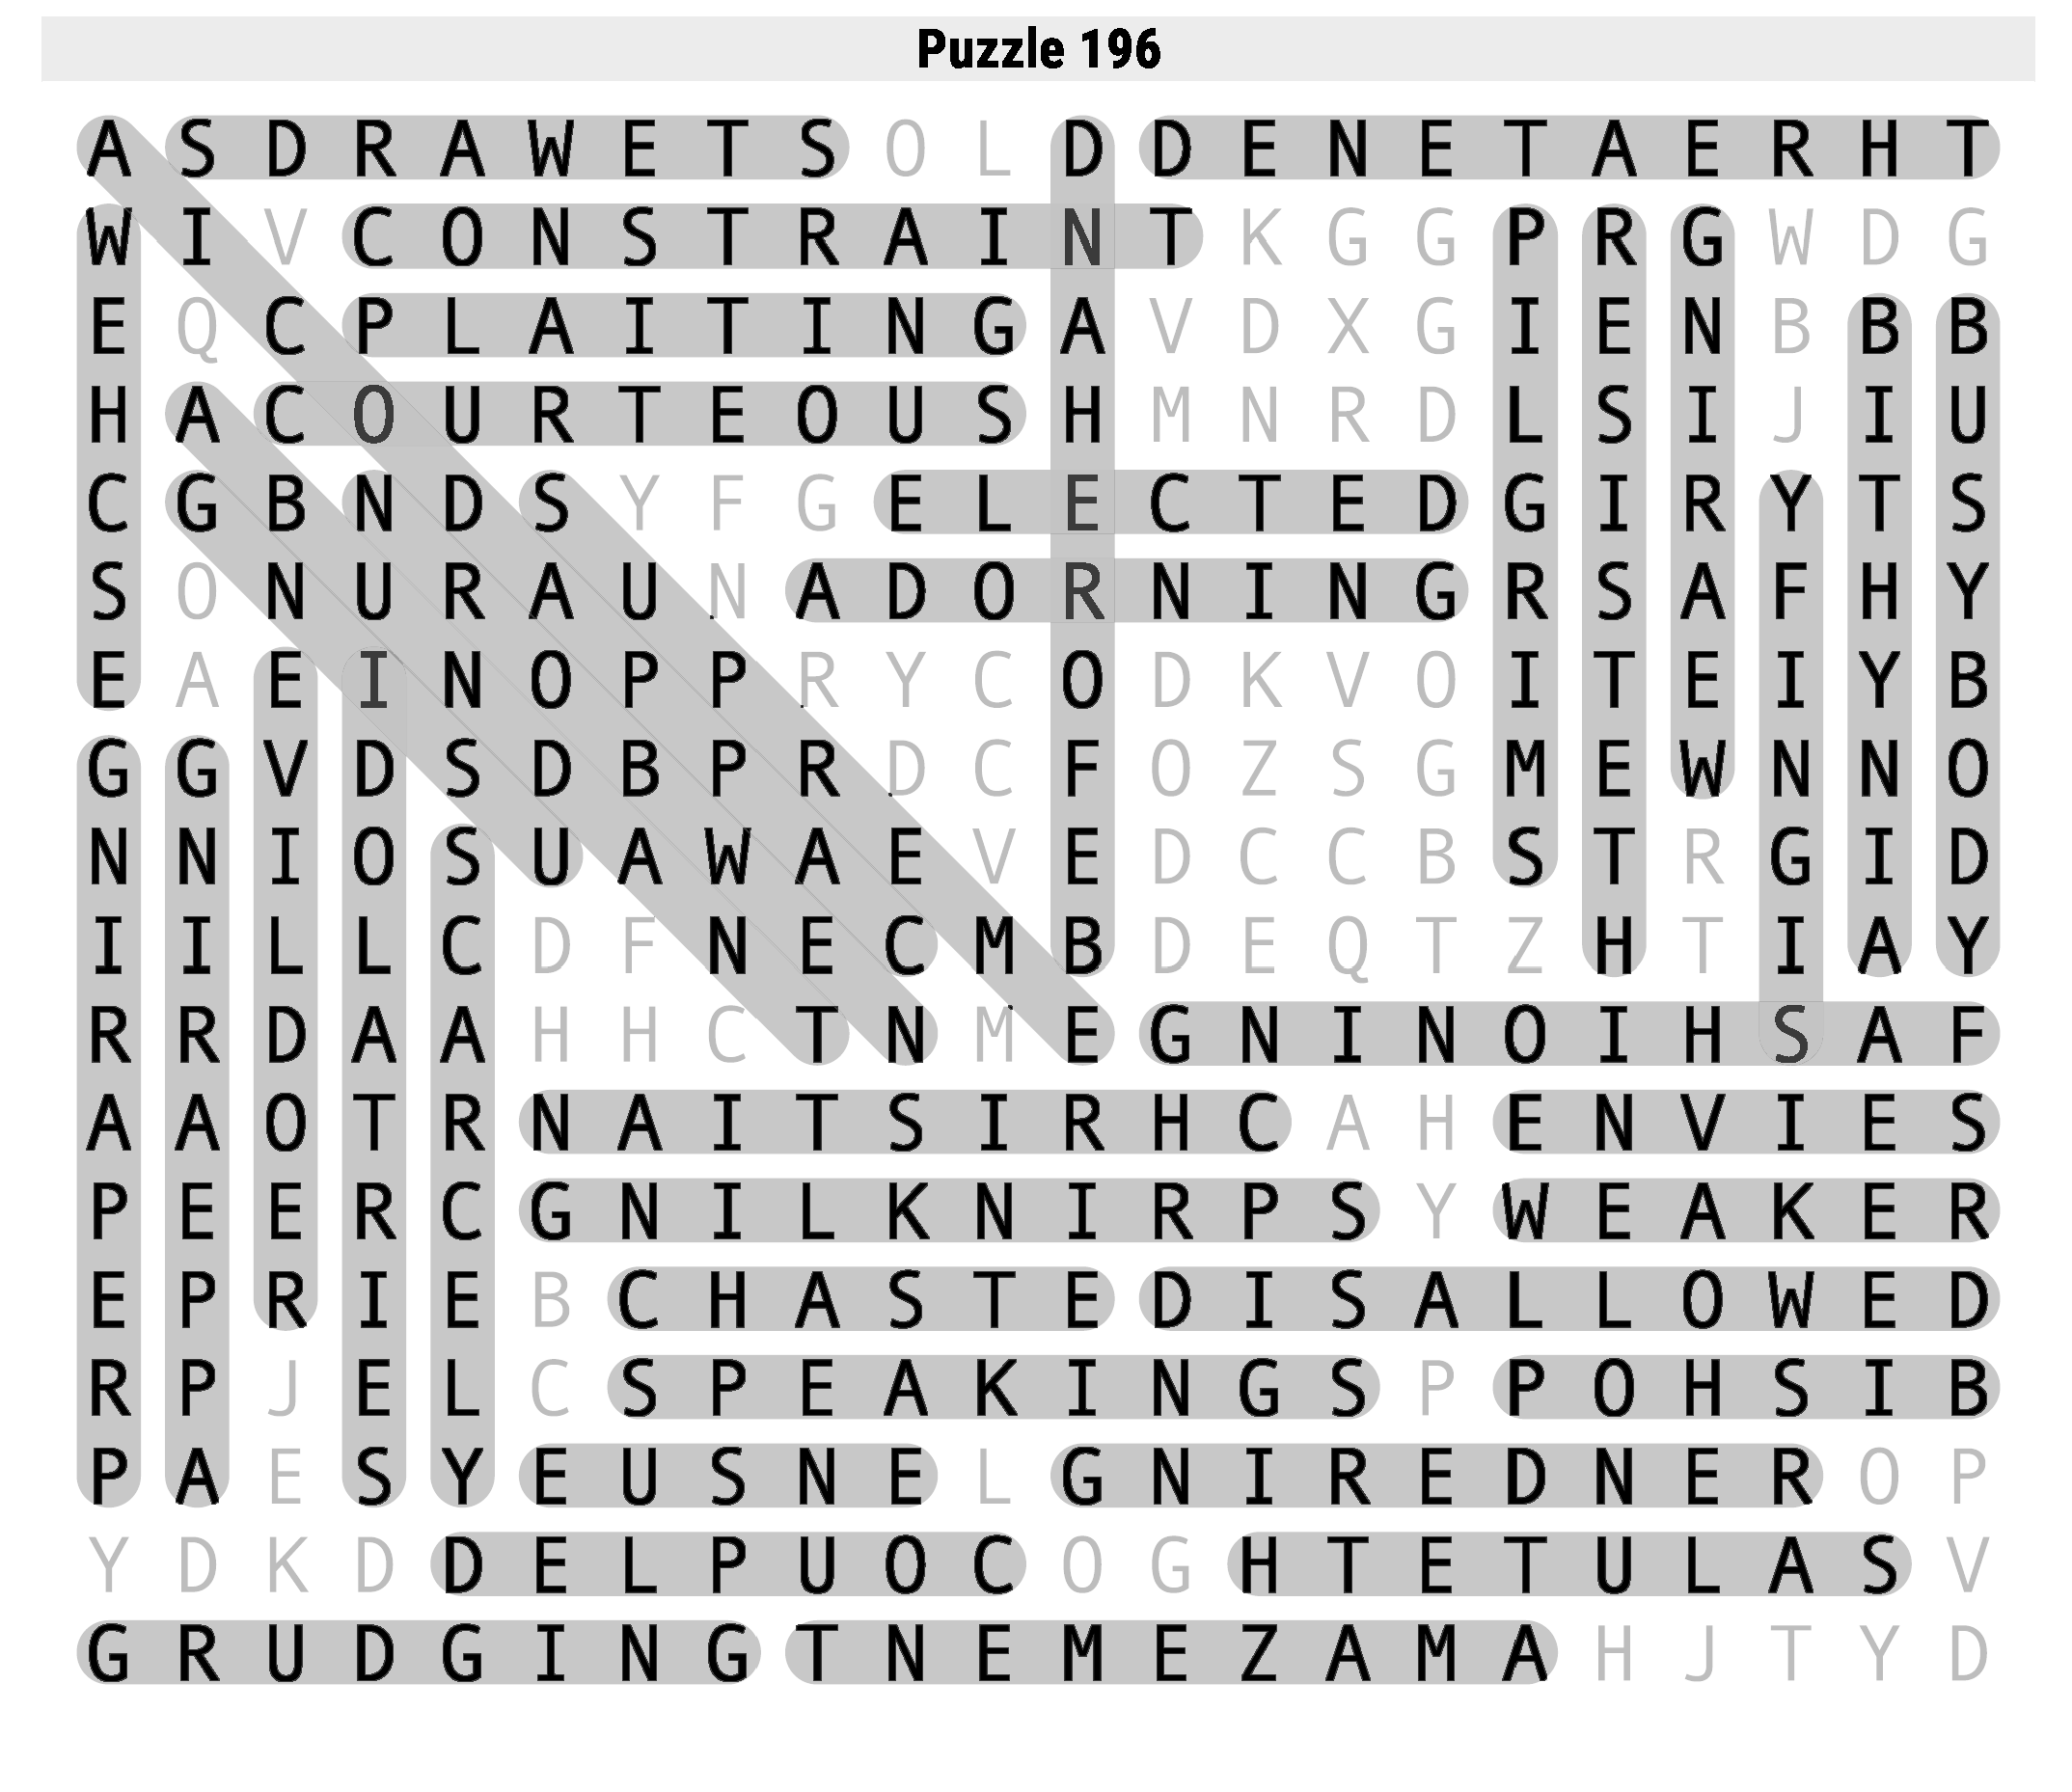 Puzzle 196
A S D R A W E T S O L D D E N E T A E R H T
W I V C O N S T R A I N T K G G P R G W D G
E Q C P L A I T I N G A V D X G I E N B B B
H A C O U R T E O U S H M N R D L S I J I U
C G B N D S Y F G E L E C T E D G I R Y T S
S O N U R A U N A D O R N I N G R S A F H Y
E A E I N O P P R Y C O D K V O I T E I Y B
G G V D S D B P R D C F O Z S G M E W N N O
N N I O S U A W A E V E D C C B S T R G I D
I I L L C D F N E C M B D E Q T Z H T I A Y
R R D A A H H C T N M E G N I N O I H S A F
A A O T R N A I T S I R H C A H E N V I E S
P E E R C G N I L K N I R P S Y W E A K E R
E P R I E B C H A S T E D I S A L L O W E D
R P J E L C S P E A K I N G S P P O H S I B
P A E S Y E U S N E L G N I R E D N E R O P
Y D K D D E L P U O C O G H T E T U L A S V
G R U D G I N G T N E M E Z A M A H J T Y D